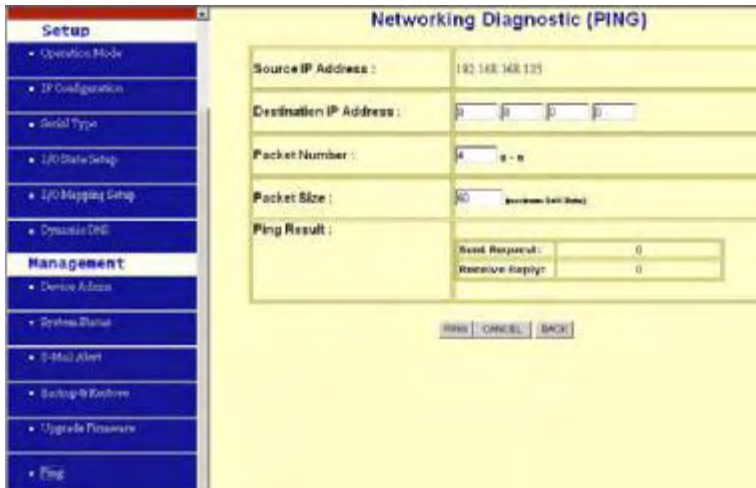 Setup
Operation Mode
IP Configuration
Serial Type
I/O State Setup
I/O Mapping Setup
Dynamic DNS
Management
Device Admin
System Status
E-Mail Alert
Backup & Restore
Upgrade Firmware
Ping
Networking Diagnostic (PING)
Source IP Address : 192.168.168.125
Destination IP Address : 0 0 0 0
Packet Number : 4
Packet Size : 60
Ping Result :
Send Request: 0
Receive Reply: 0
PING CANCEL BACK